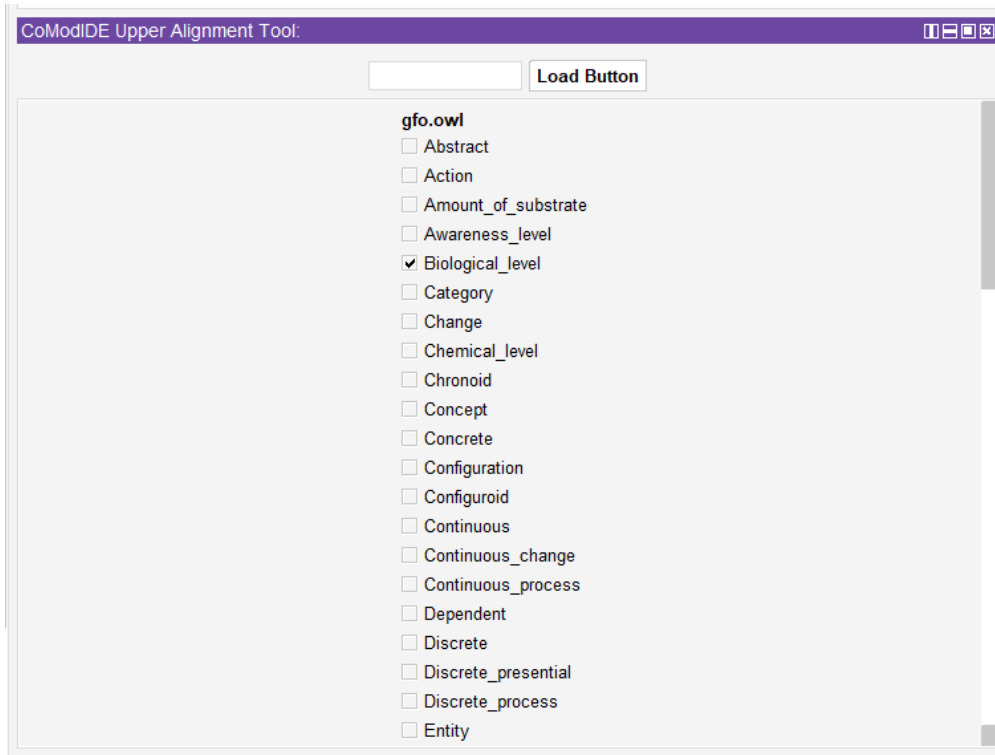 CoModIDE Upper Alignment Tool:
Load Button
gfo.owl
Abstract
Action
Amount_of_substrate
Awareness_level
Biological_level
Category
Change
Chemical_level
Chronoid
Concept
Concrete
Configuration
Configuroid
Continuous
Continuous_change
Continuous_process
Dependent
Discrete
Discrete_presential
Discrete_process
Entity